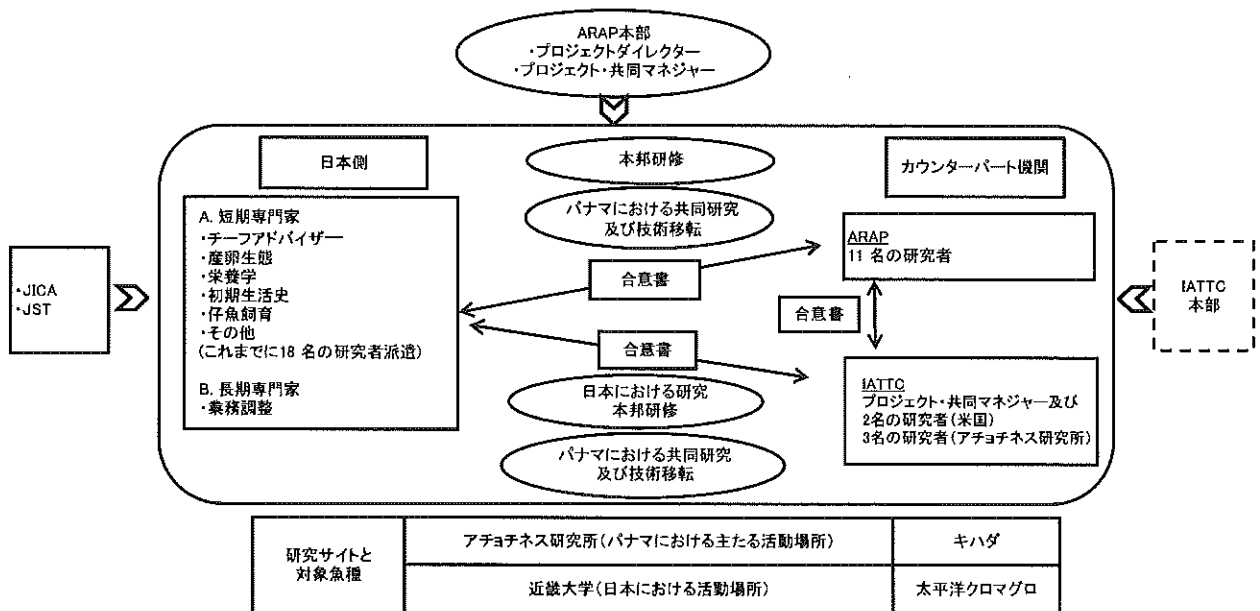 ARAP本部
・プロジェクトダイレクター
・プロジェクト・共同マネジャー
日本側
本邦研修
カウンターパート機関
パナマにおける共同研究
及び技術移転
A. 短期専門家
・チーフアドバイザー
・産卵生態
・栄養学
・初期生活史
・仔魚飼育
・その他
(これまでに18 名の研究者派遣)
B. 長期専門家
・業務調整
・JICA
・JST
合意書
合意書
ARAP
11 名の研究者
合意書
IATTC
プロジェクト・共同マネジャー及び
2名の研究者(米国)
3名の研究者(アチョチネス研究所)
IATTC
本部
日本における研究
本邦研修
パナマにおける共同研究
及び技術移転
研究サイトと
対象魚種
アチョチネス研究所(パナマにおける主たる活動場所)
キハダ
近畿大学(日本における活動場所)
太平洋クロマグロ